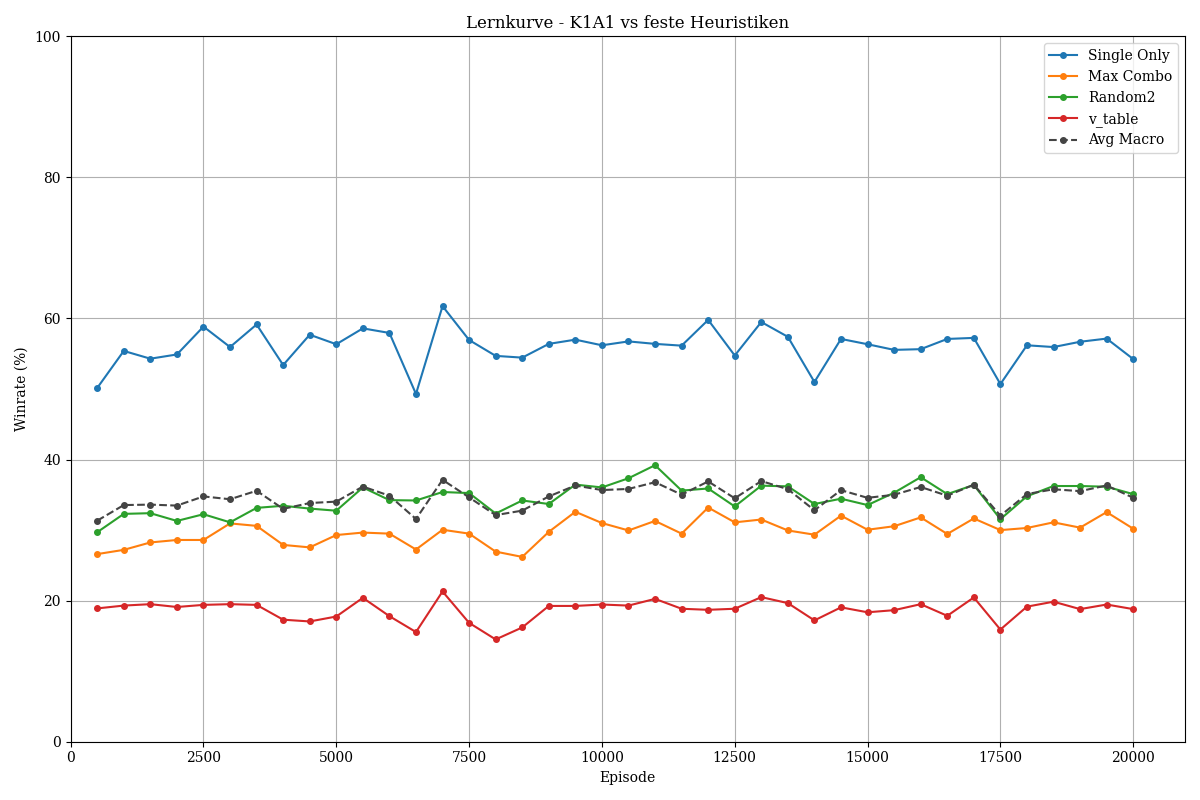 Lernkurve - K1A1 vs feste Heuristiken
Winrate (%)
100
80
60
40
20
0
Single Only
Max Combo
Random2
v_table
Avg Macro
0 2500 5000 7500 10000 12500 15000 17500 20000
Episode